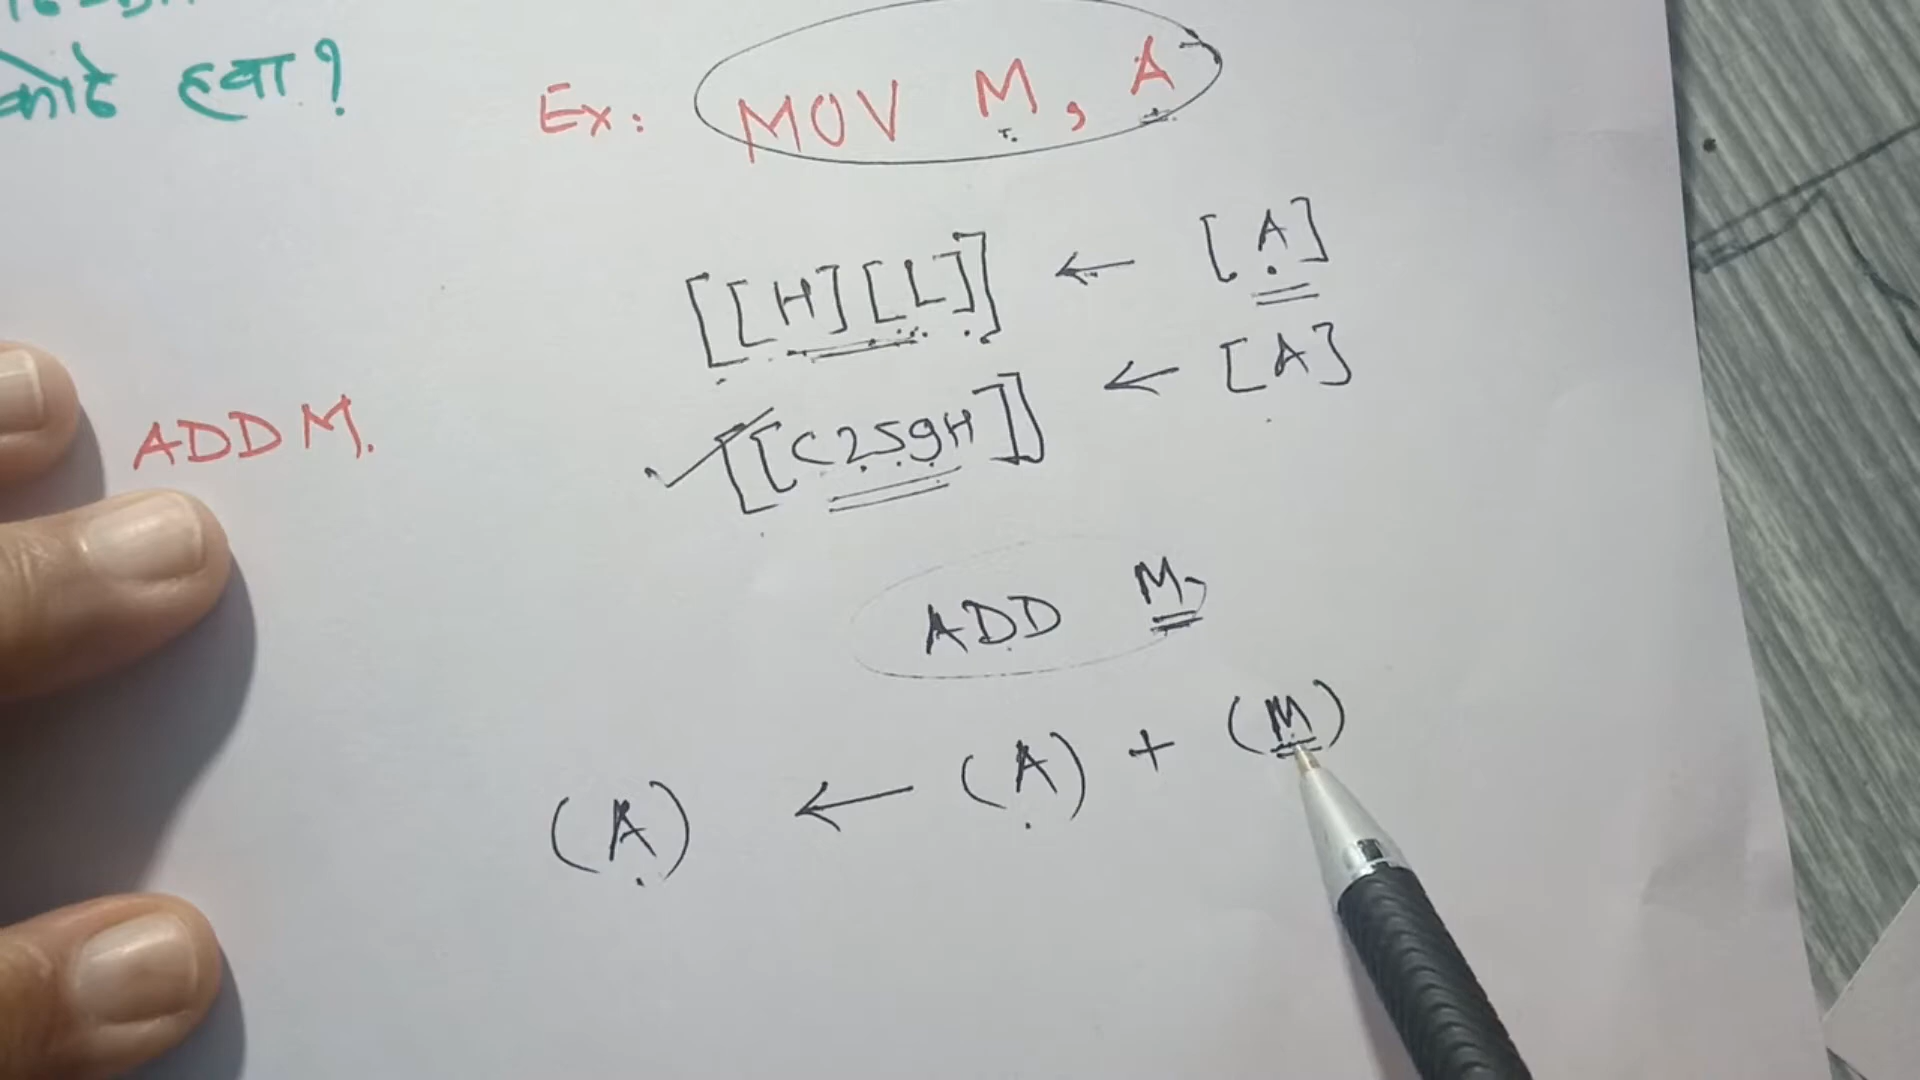 कोठे हवा?
Ex: MOV M, A
[[H][L]] ← [A]
[[C259H]] ← [A]
ADD M.
ADD M
(A) ← (A) + (M)